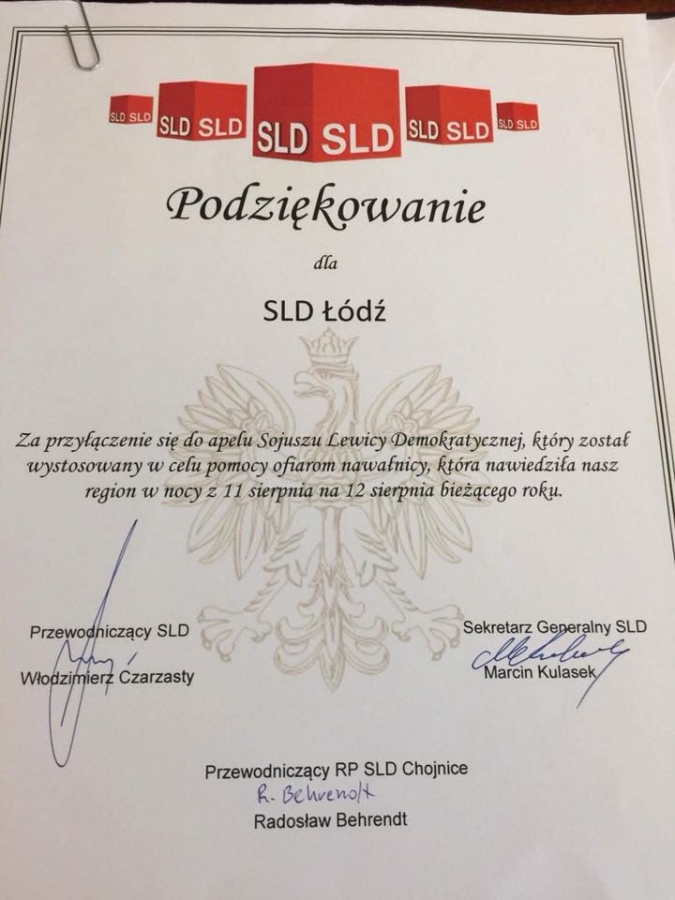 SLD SLD SLD SLD SLD SLD SLD SLD SLD SLD
Podziękowanie
dla
SLD Łódź
Za przyłączenie się do apelu Sojuszu Lewicy Demokratycznej, który został
wystosowany w celu pomocy ofiarom nawałnicy, która nawiedziła nasz
region w nocy z 11 sierpnia na 12 sierpnia bieżącego roku.
Przewodniczący SLD
Włodzimierz Czarzasty
Sekretarz Generalny SLD
Marcin Kulasek
Przewodniczący RP SLD Chojnice
R. Behrendt
Radosław Behrendt